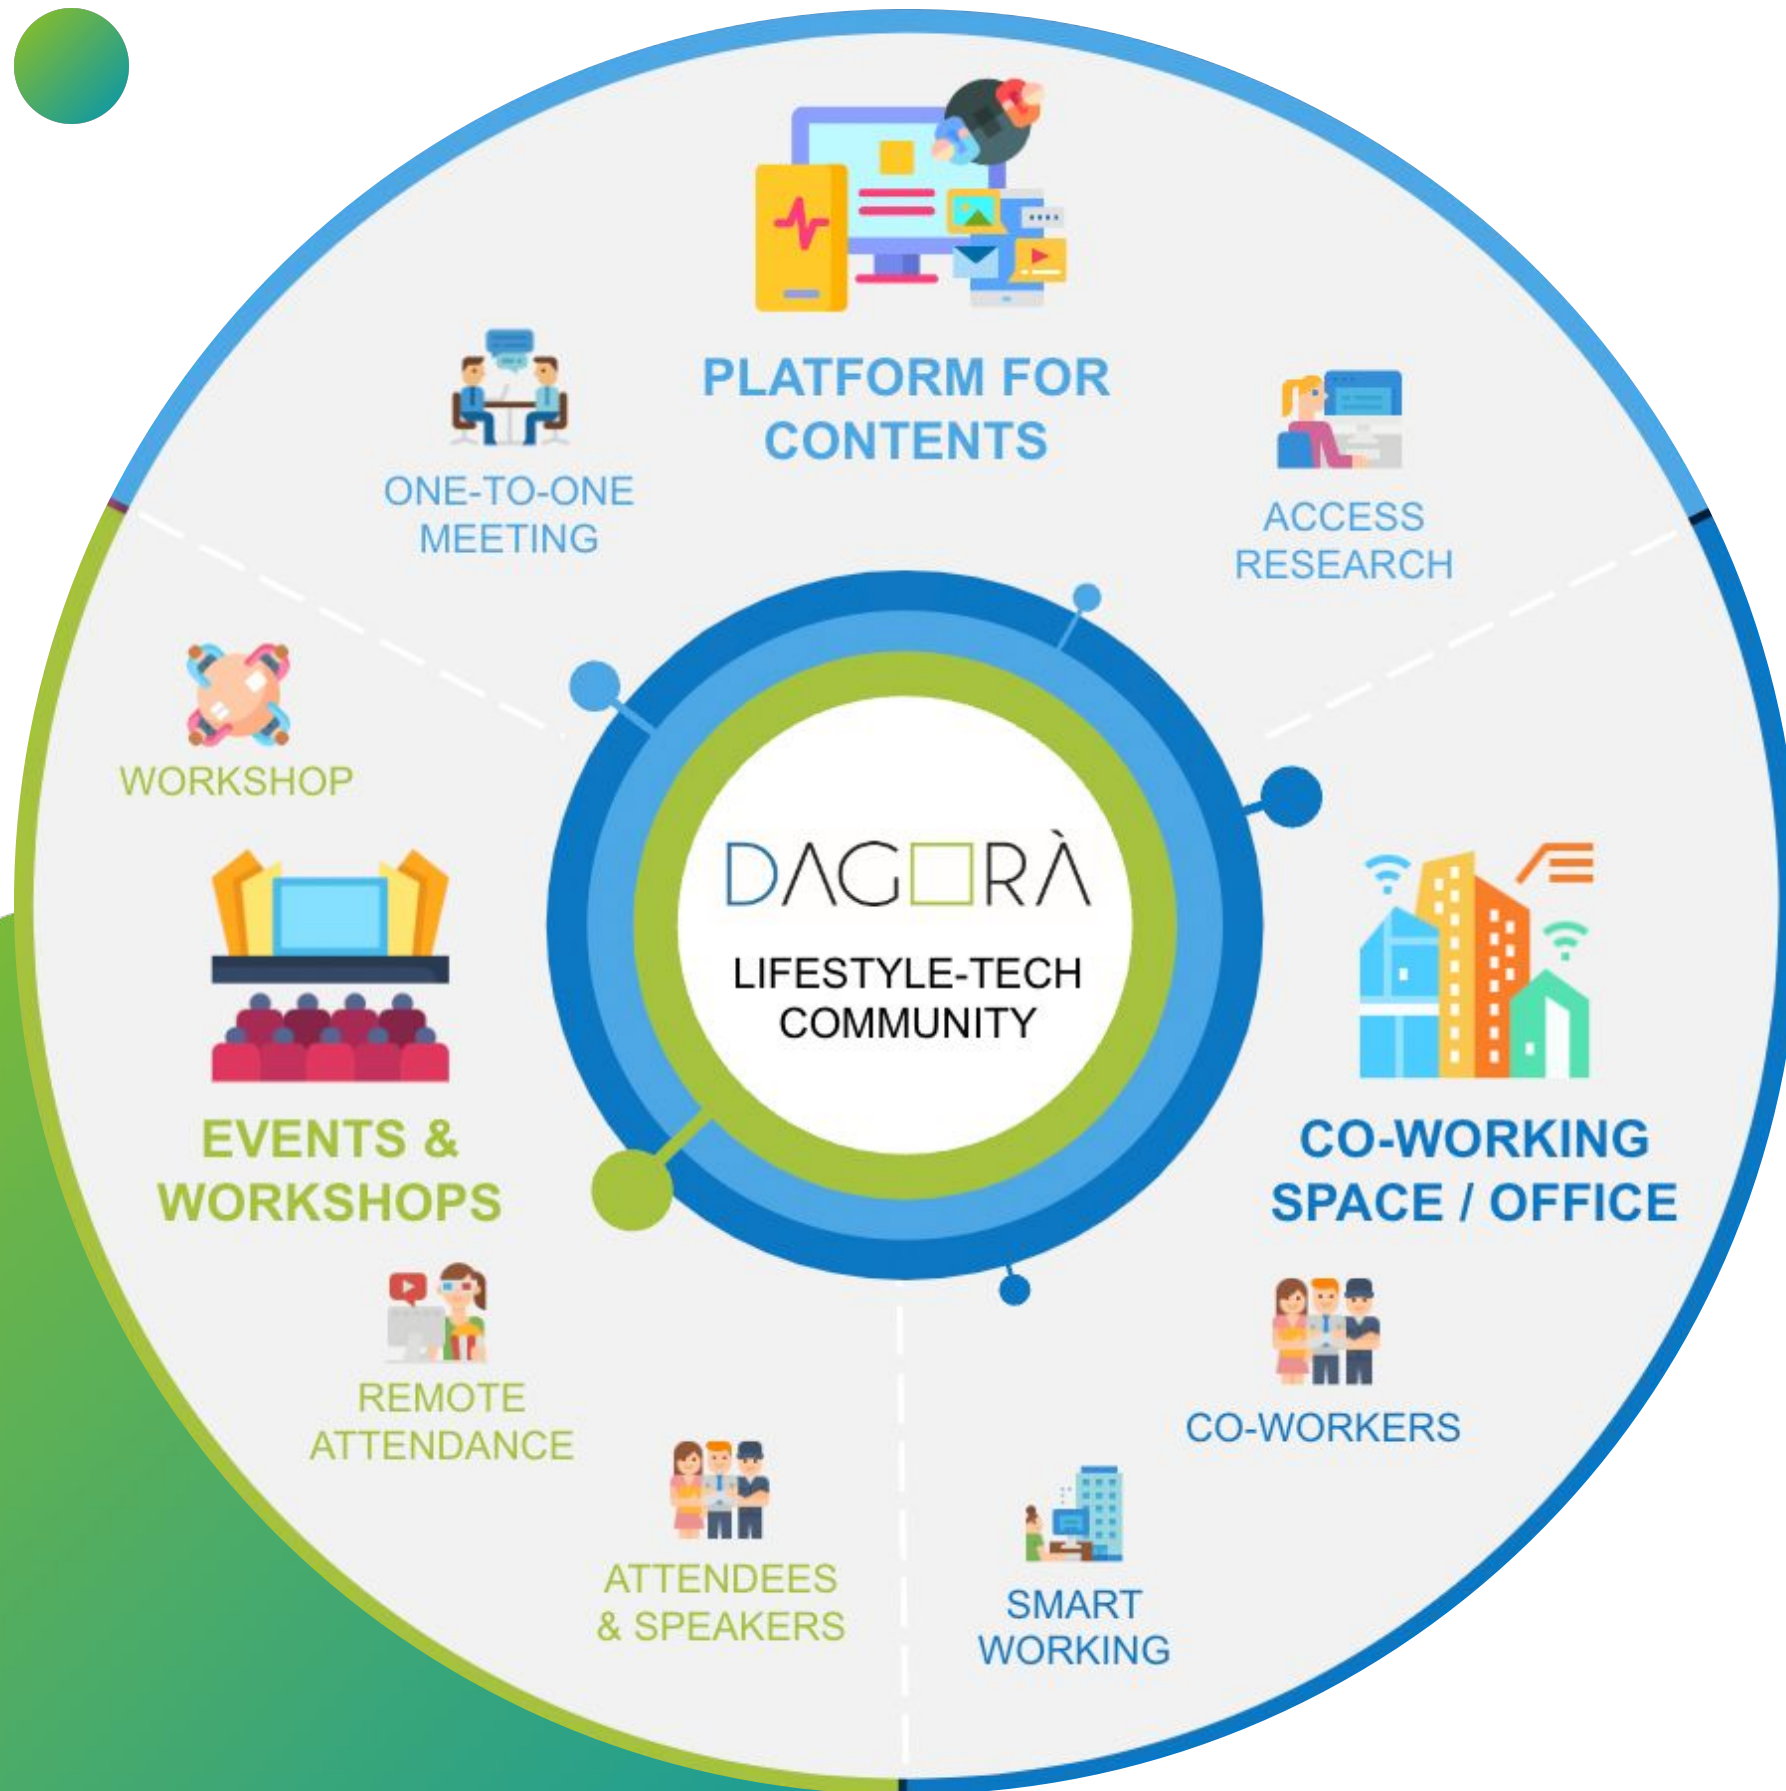 PLATFORM FOR
CONTENTS
ONE-TO-ONE
MEETING
ACCESS
RESEARCH
WORKSHOP
DAGORÀ
LIFESTYLE-TECH
COMMUNITY
EVENTS &
WORKSHOPS
CO-WORKING
SPACE / OFFICE
REMOTE
ATTENDANCE
CO-WORKERS
ATTENDEES
& SPEAKERS
SMART
WORKING